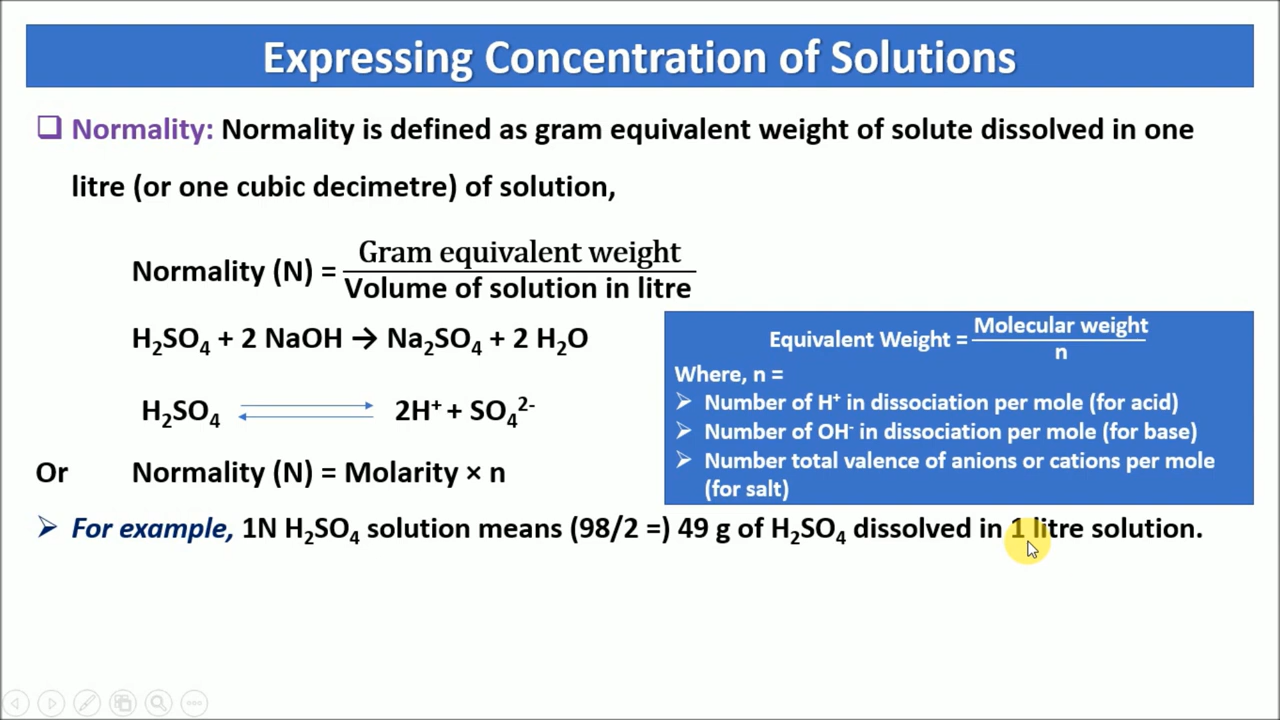 Expressing Concentration of Solutions
❑ Normality: Normality is defined as gram equivalent weight of solute dissolved in one
litre (or one cubic decimetre) of solution,
Normality (N) = Gram equivalent weight / Volume of solution in litre
H₂SO₄ + 2 NaOH → Na₂SO₄ + 2 H₂O
H₂SO₄ ⇄ 2H⁺ + SO₄²⁻
Or Normality (N) = Molarity × n
Equivalent Weight = Molecular weight / n
Where, n =
➢ Number of H⁺ in dissociation per mole (for acid)
➢ Number of OH⁻ in dissociation per mole (for base)
➢ Number total valence of anions or cations per mole
(for salt)
➢ For example, 1N H₂SO₄ solution means (98/2 =) 49 g of H₂SO₄ dissolved in 1 litre solution.